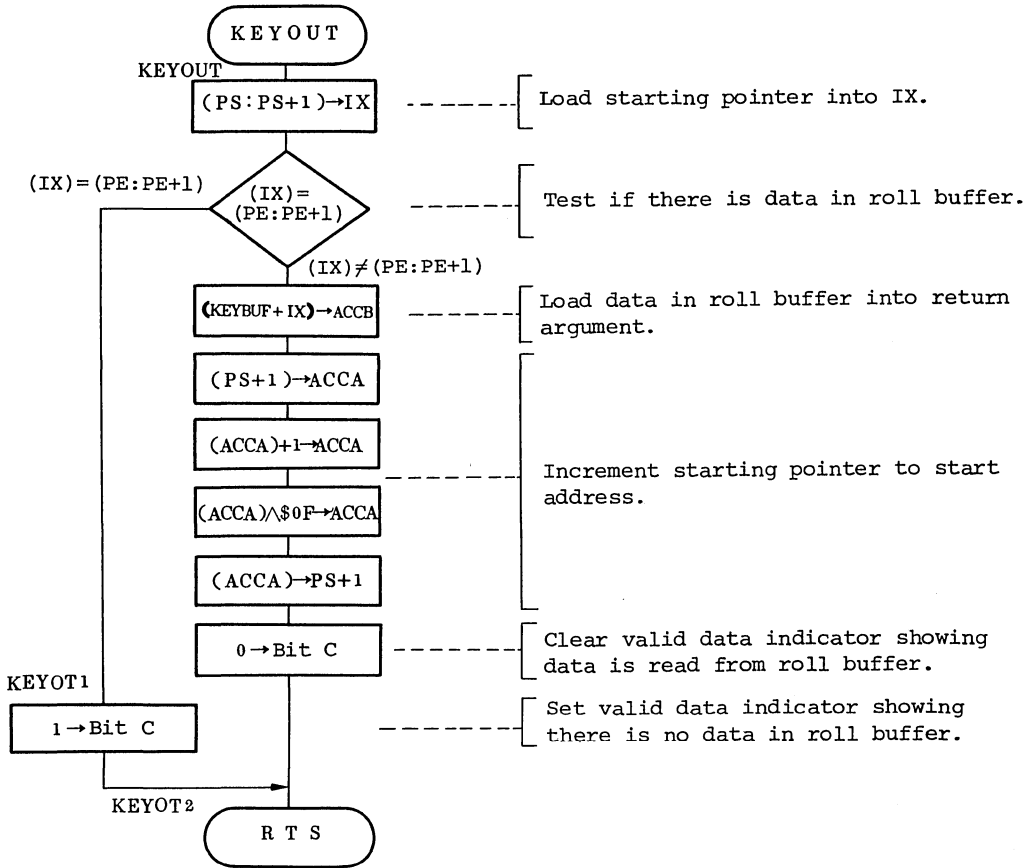 KEYOUT
KEYOUT
(PS:PS+1)→IX
Load starting pointer into IX.
(IX)=(PE:PE+1)
(IX)=
(PE:PE+1)
Test if there is data in roll buffer.
(IX)≠(PE:PE+1)
(KEYBUF+IX)→ACCB
Load data in roll buffer into return
argument.
(PS+1)→ACCA
(ACCA)+1→ACCA
(ACCA)∧$0F→ACCA
(ACCA)→PS+1
Increment starting pointer to start
address.
0→Bit C
Clear valid data indicator showing
data is read from roll buffer.
KEYOT1
1→Bit C
Set valid data indicator showing
there is no data in roll buffer.
KEYOT2
RTS